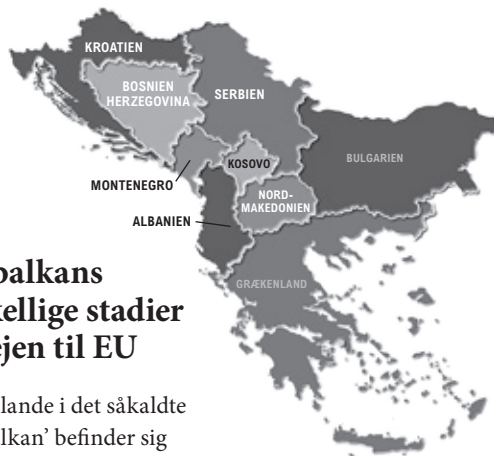 KROATIEN
BOSNIEN
HERZEGOVINA
SERBIEN
KOSOVO
BULGARIEN
MONTENEGRO
NORD-
MAKEDONIEN
ALBANIEN
GRÆKENLAND
balkans
kellige stadier
ejen til EU
lande i det såkaldte
lkan’ befinder sig